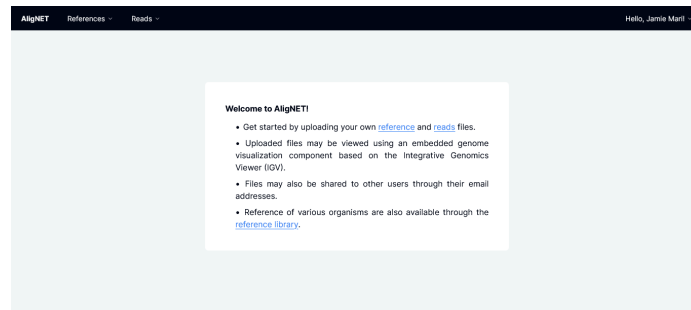 AligNET References Reads Hello, Jamie Mari!
Welcome to AligNET!
• Get started by uploading your own reference and reads files.
• Uploaded files may be viewed using an embedded genome
visualization component based on the Integrative Genomics
Viewer (IGV).
• Files may also be shared to other users through their email
addresses.
• Reference of various organisms are also available through the
reference library.